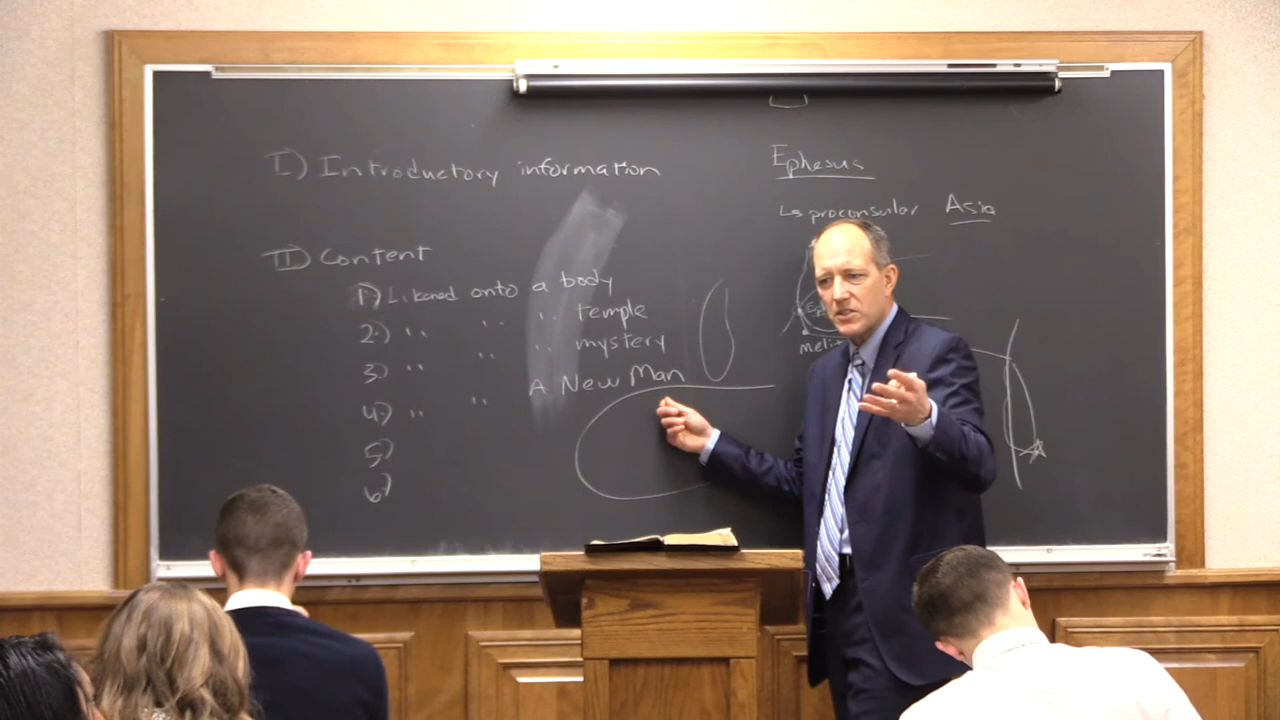 I) Introductory information
II) Content
1) Likened onto a body
2) " " " temple
3) " " " mystery
4) " " A New Man
5)
6)
Ephesus
↳ proconsular Asia